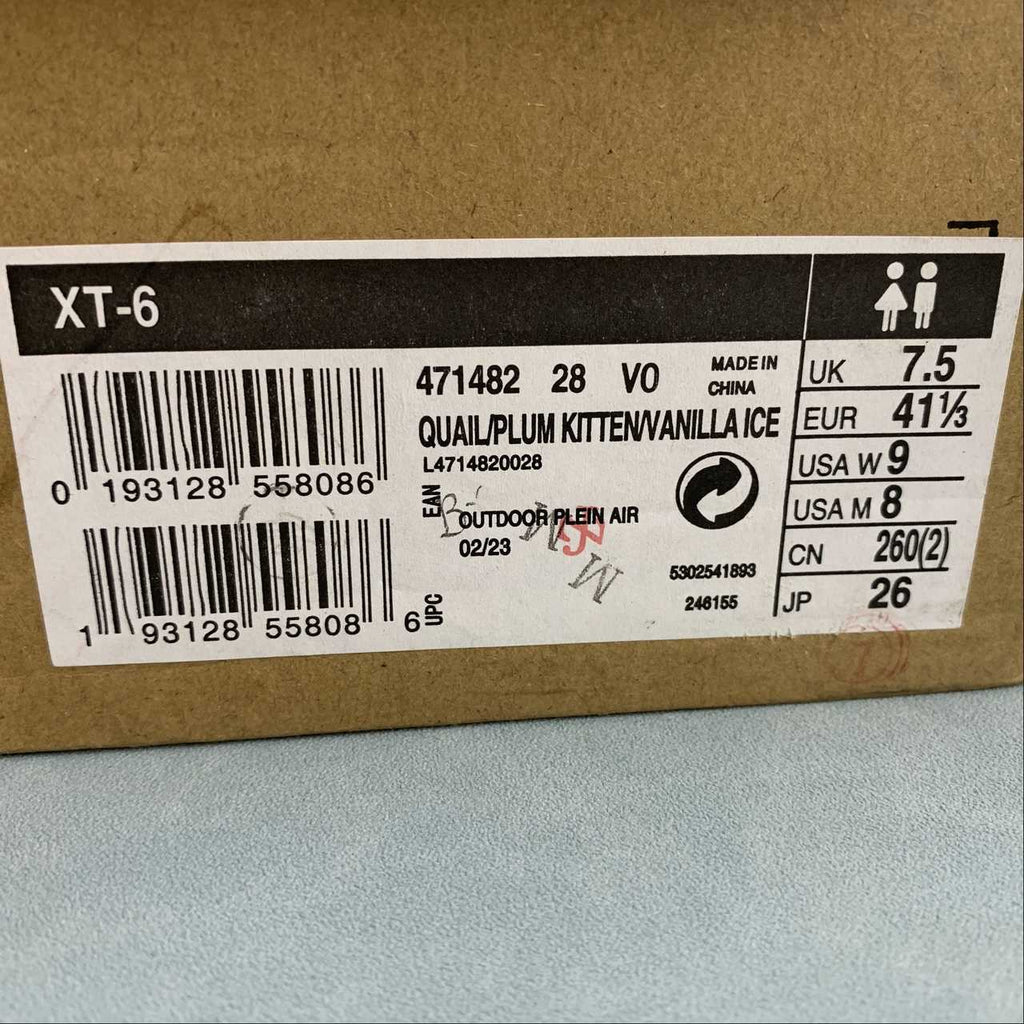 XT-6
0 193128 558086
1 93128 55808 6
EAN
UPC
471482 28 VO
MADE IN
CHINA
QUAIL/PLUM KITTEN/VANILLA ICE
L4714820028
OUTDOOR PLEIN AIR
02/23
5302541893
246155
UK 7.5
EUR 41⅓
USA W 9
USA M 8
CN 260(2)
JP 26